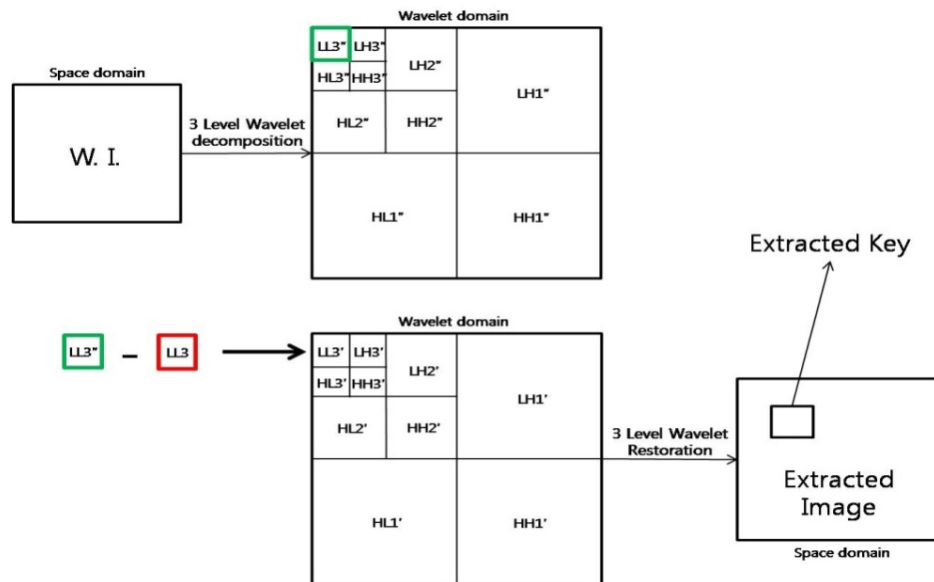 Wavelet domain
LL3" LH3"
HL3" HH3"
LH2"
HL2" HH2"
LH1"
HL1" HH1"
Space domain
W. I.
3 Level Wavelet
decomposition
Extracted Key
LL3" - LL3
Wavelet domain
LL3' LH3'
HL3' HH3'
LH2'
HL2' HH2'
LH1'
HL1' HH1'
3 Level Wavelet
Restoration
Extracted
Image
Space domain